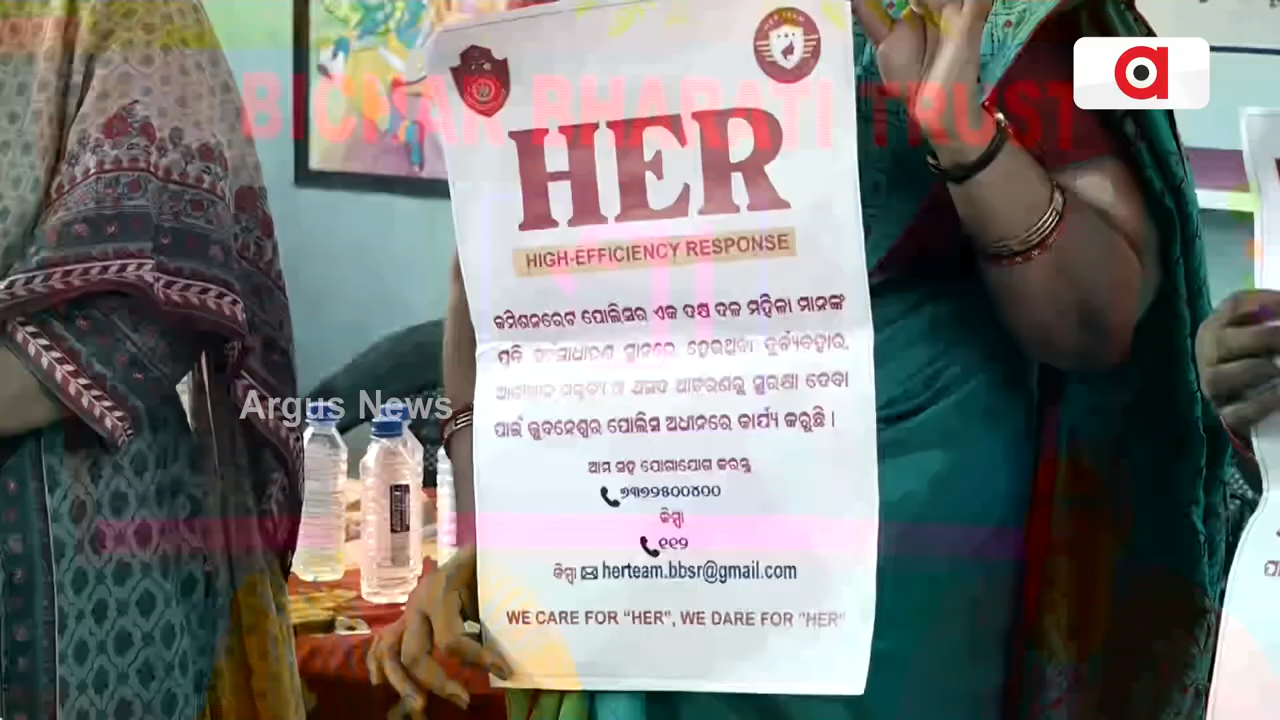 BICHAR BHARATI TRUST
HER
HIGH-EFFICIENCY RESPONSE
କମିଶନରେଟ ପୋଲିସର ଏକ ଦକ୍ଷ ଦଳ ମହିଳା ମାନଙ୍କ
ପ୍ରତି ସ୍ଥାନରେ ହେଉଥିବା ଦୁର୍ବ୍ୟବହାର,
ଆଚରଣରୁ ସୁରକ୍ଷା ଦେବା
ପାଇଁ ଭୁବନେଶ୍ୱର ପୋଲିସ ଅଧୀନରେ କାର୍ଯ୍ୟ କରୁଛି ।
Argus News
ଆମ ସହ ଯୋଗାଯୋଗ କରନ୍ତୁ
୭୩୨୫୦୦୪୦୦
କିମ୍ବା
୧୧୨
କିମ୍ବା herteam.bbsr@gmail.com
WE CARE FOR "HER", WE DARE FOR "HER"